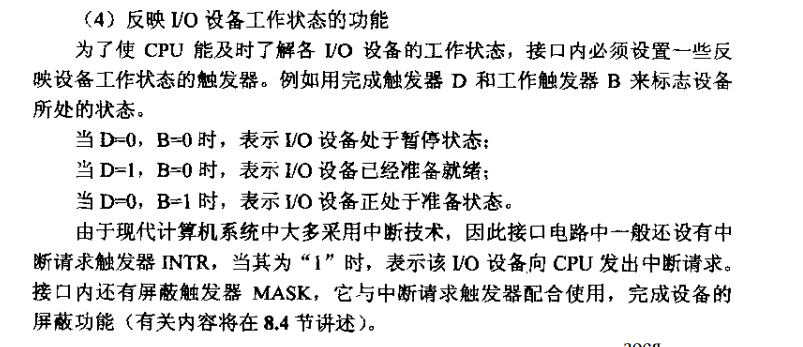 （4）反映 I/O 设备工作状态的功能
为了使 CPU 能及时了解各 I/O 设备的工作状态，接口内必须设置一些反
映设备工作状态的触发器。例如用完成触发器 D 和工作触发器 B 来标志设备
所处的状态。
当 D=0，B=0 时，表示 I/O 设备处于暂停状态；
当 D=1，B=0 时，表示 I/O 设备已经准备就绪；
当 D=0，B=1 时，表示 I/O 设备正处于准备状态。
由于现代计算机系统中大多采用中断技术，因此接口电路中一般还设有中
断请求触发器 INTR，当其为“1”时，表示该 I/O 设备向 CPU 发出中断请求。
接口内还有屏蔽触发器 MASK，它与中断请求触发器配合使用，完成设备的
屏蔽功能（有关内容将在 8.4 节讲述）。